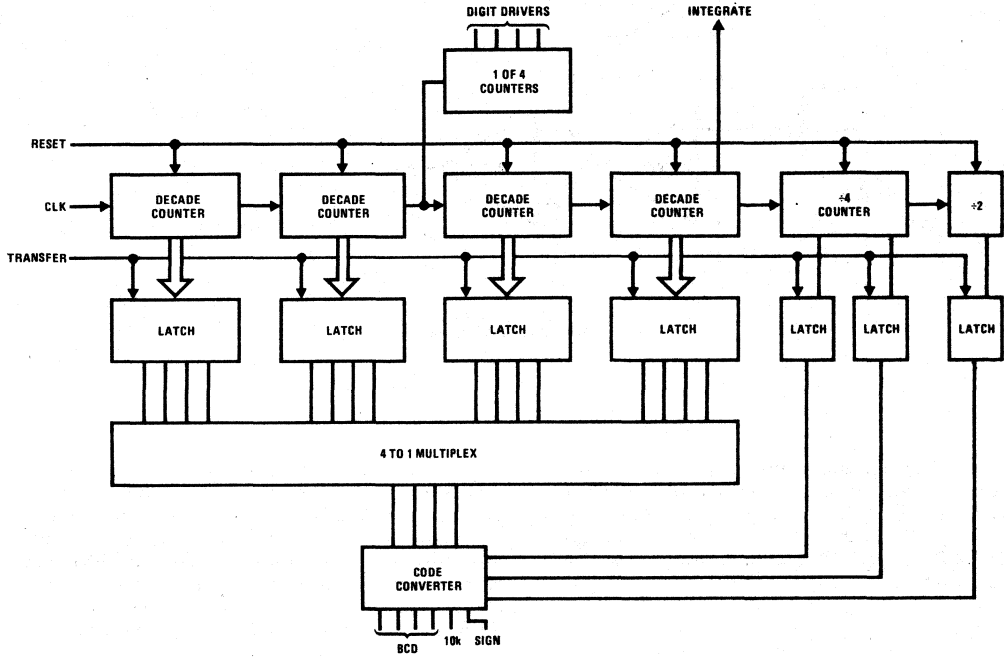 DIGIT DRIVERS
INTEGRATE
1 OF 4
COUNTERS
RESET
CLK
DECADE
COUNTER
DECADE
COUNTER
DECADE
COUNTER
DECADE
COUNTER
÷4
COUNTER
÷2
TRANSFER
LATCH
LATCH
LATCH
LATCH
LATCH
LATCH
LATCH
4 TO 1 MULTIPLEX
CODE
CONVERTER
BCD
10k
SIGN